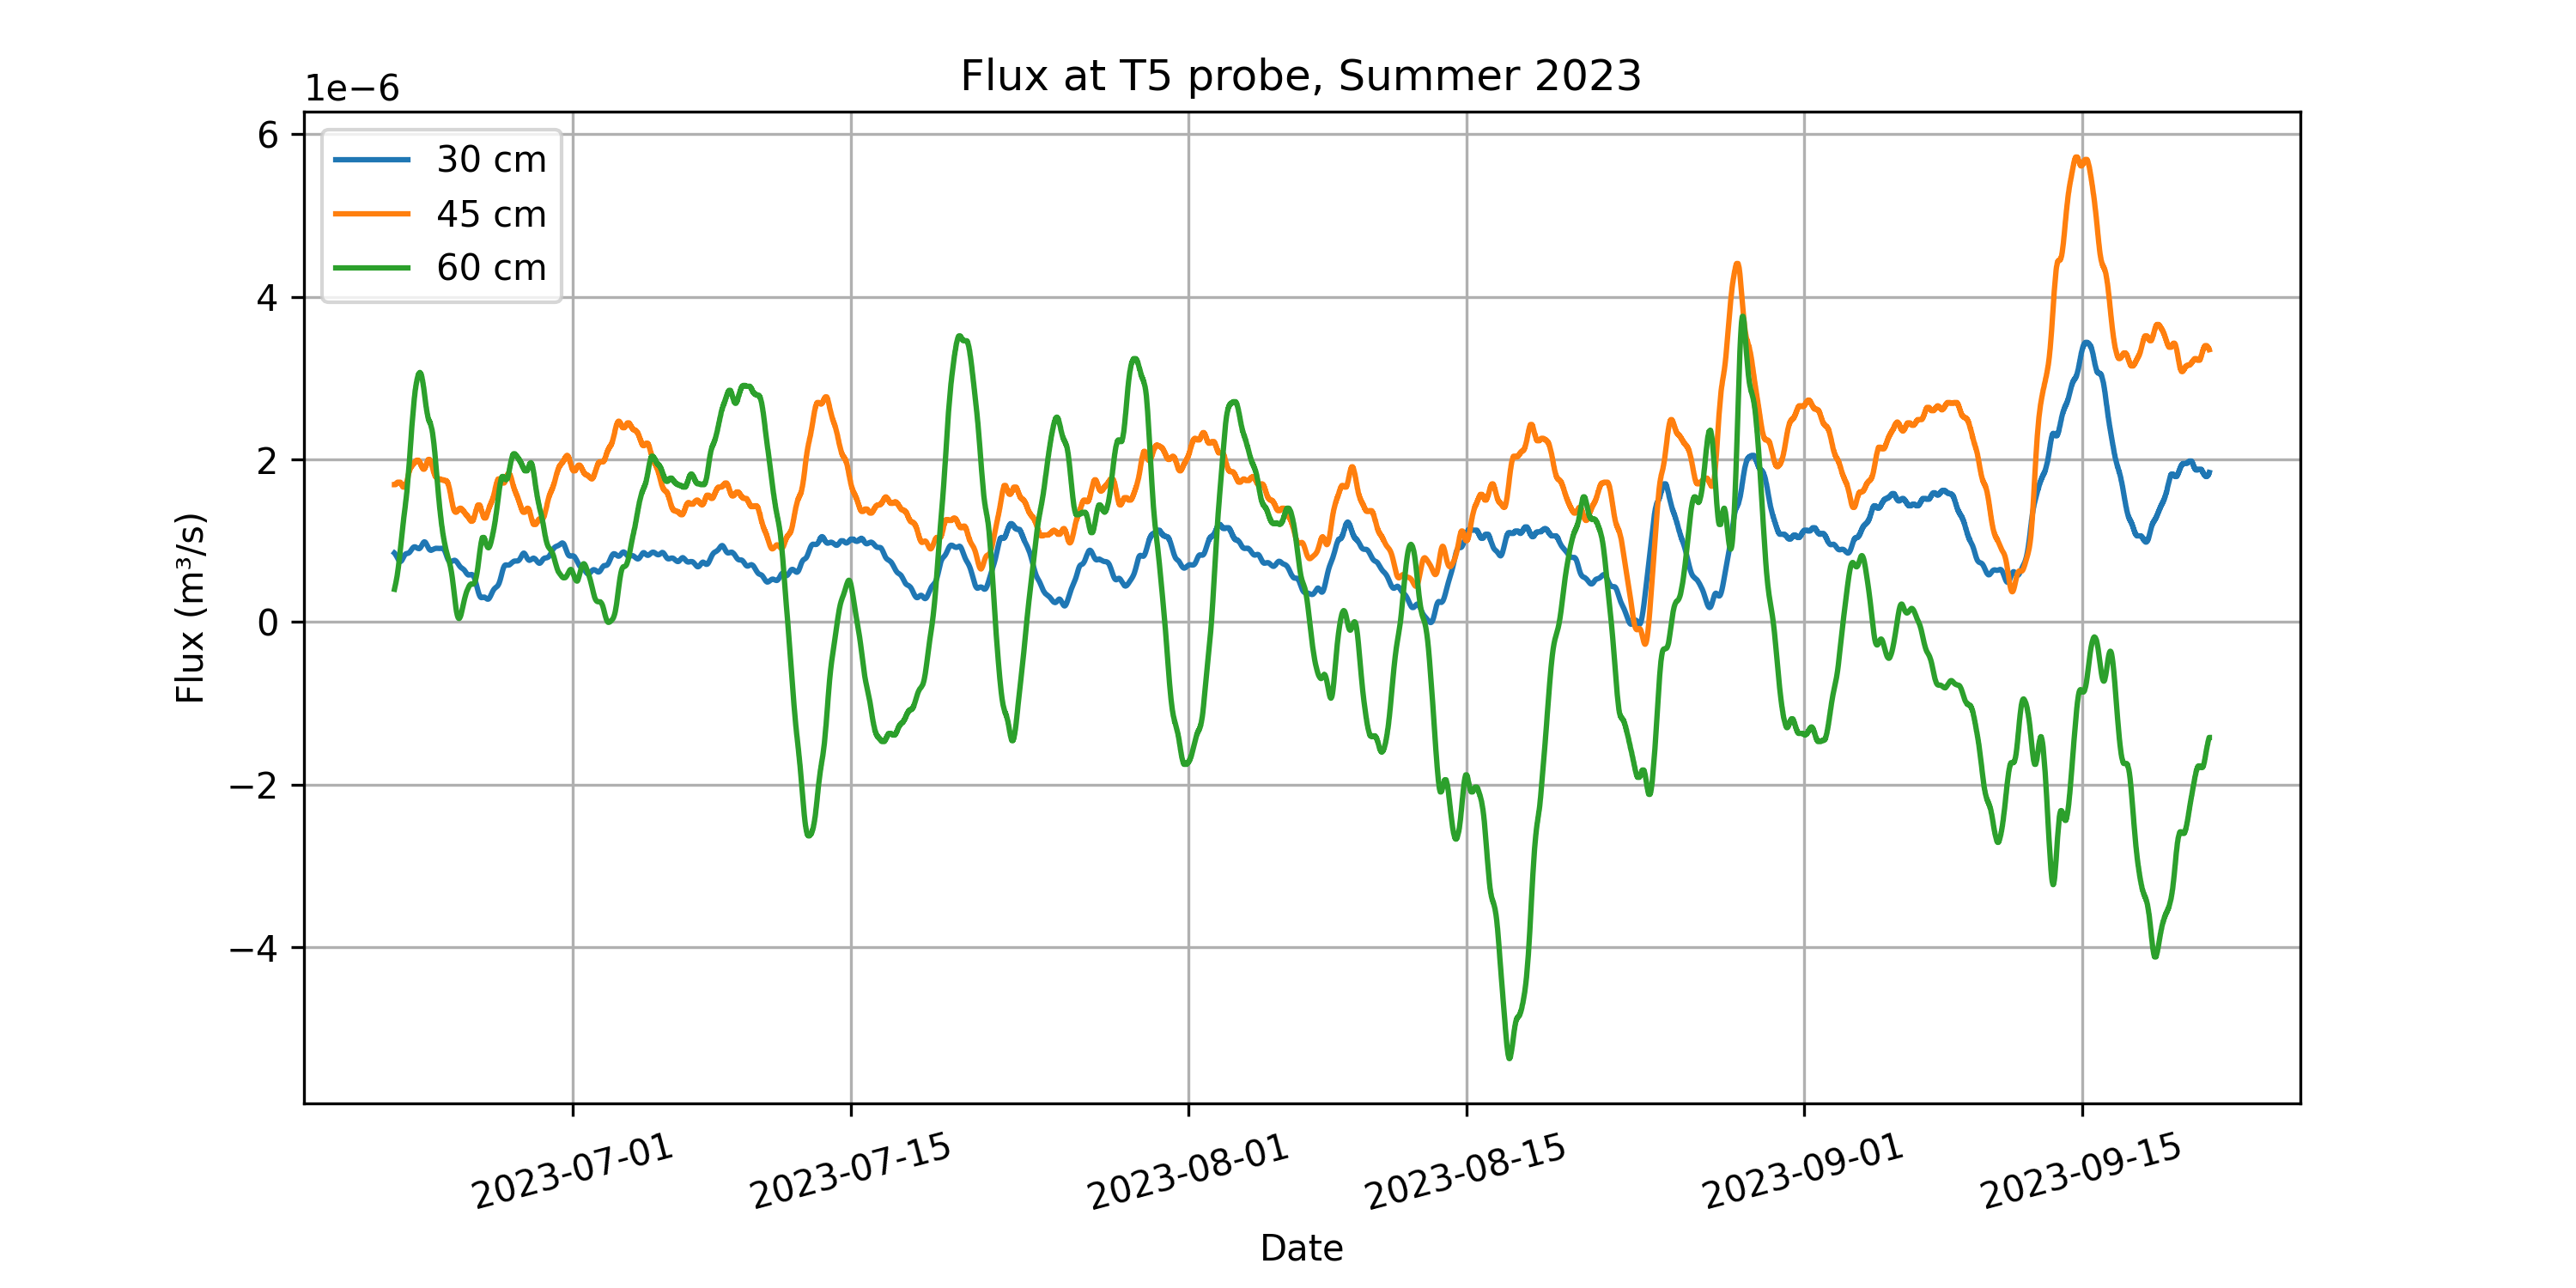 Flux at T5 probe, Summer 2023
1e−6
6
4
2
0
−2
−4
30 cm
45 cm
60 cm
Flux (m³/s)
2023-07-01
2023-07-15
2023-08-01
2023-08-15
2023-09-01
2023-09-15
Date